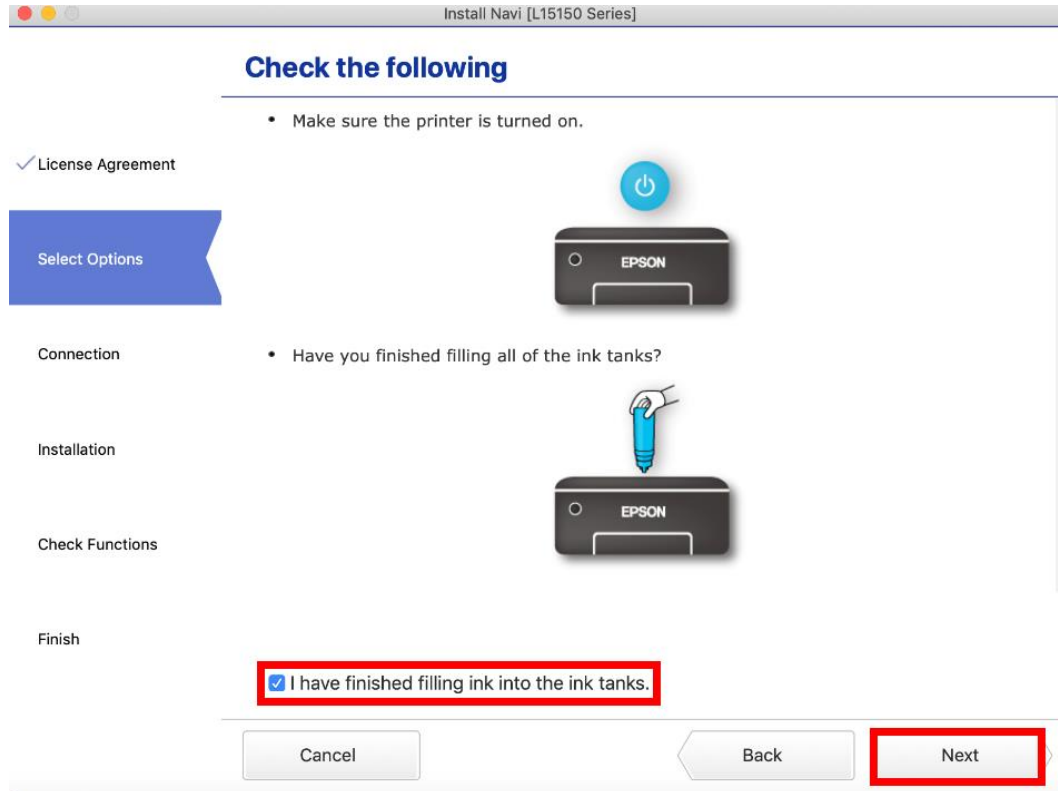 Install Navi [L15150 Series]
Check the following
• Make sure the printer is turned on.
License Agreement
EPSON
Select Options
Connection
• Have you finished filling all of the ink tanks?
Installation
EPSON
Check Functions
Finish
I have finished filling ink into the ink tanks.
Cancel Back Next